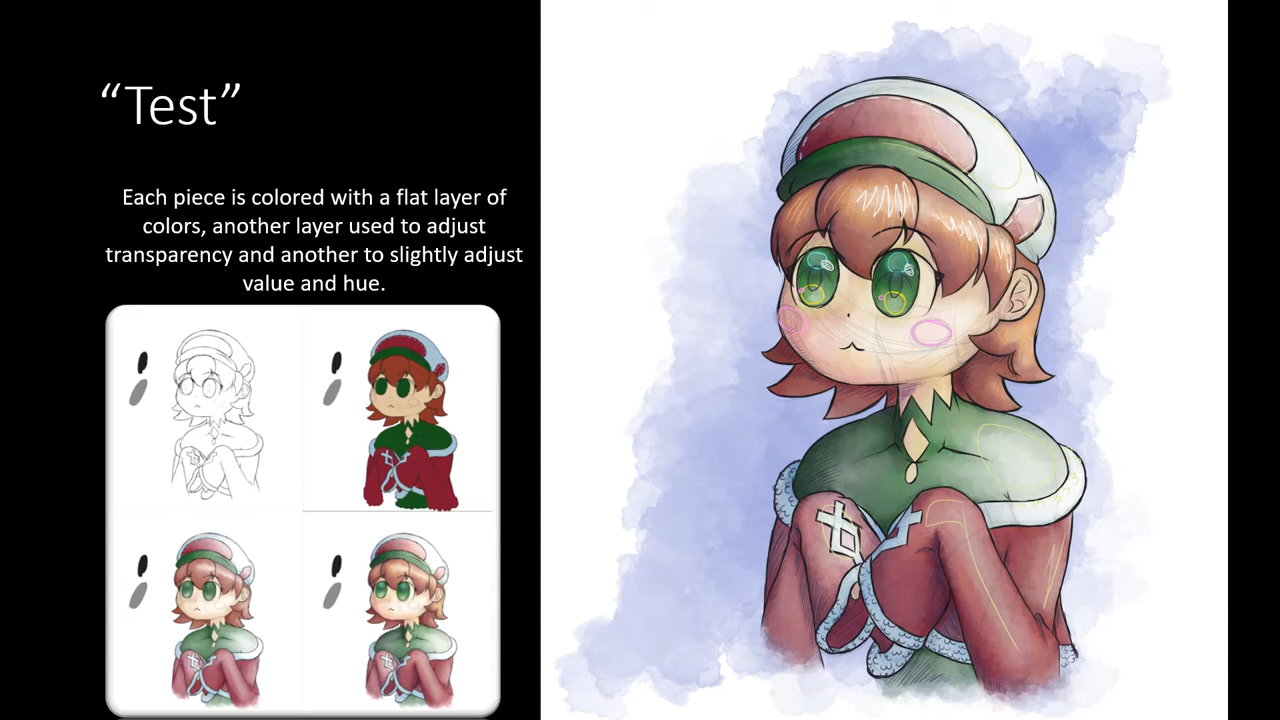 “Test”
Each piece is colored with a flat layer of
colors, another layer used to adjust
transparency and another to slightly adjust
value and hue.